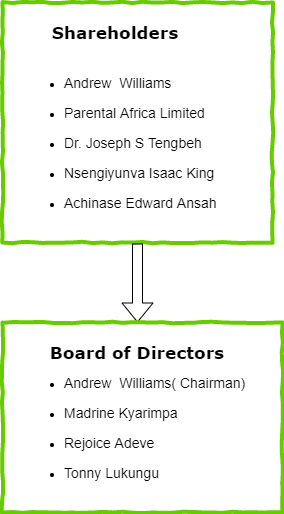 Shareholders
Andrew  Williams
Parental Africa Limited
Dr. Joseph S Tengbeh
Nsengiyunva Isaac King
Achinase Edward Ansah
Board of Directors
Andrew  Williams( Chairman)
Madrine Kyarimpa
Rejoice Adeve
Tonny Lukungu